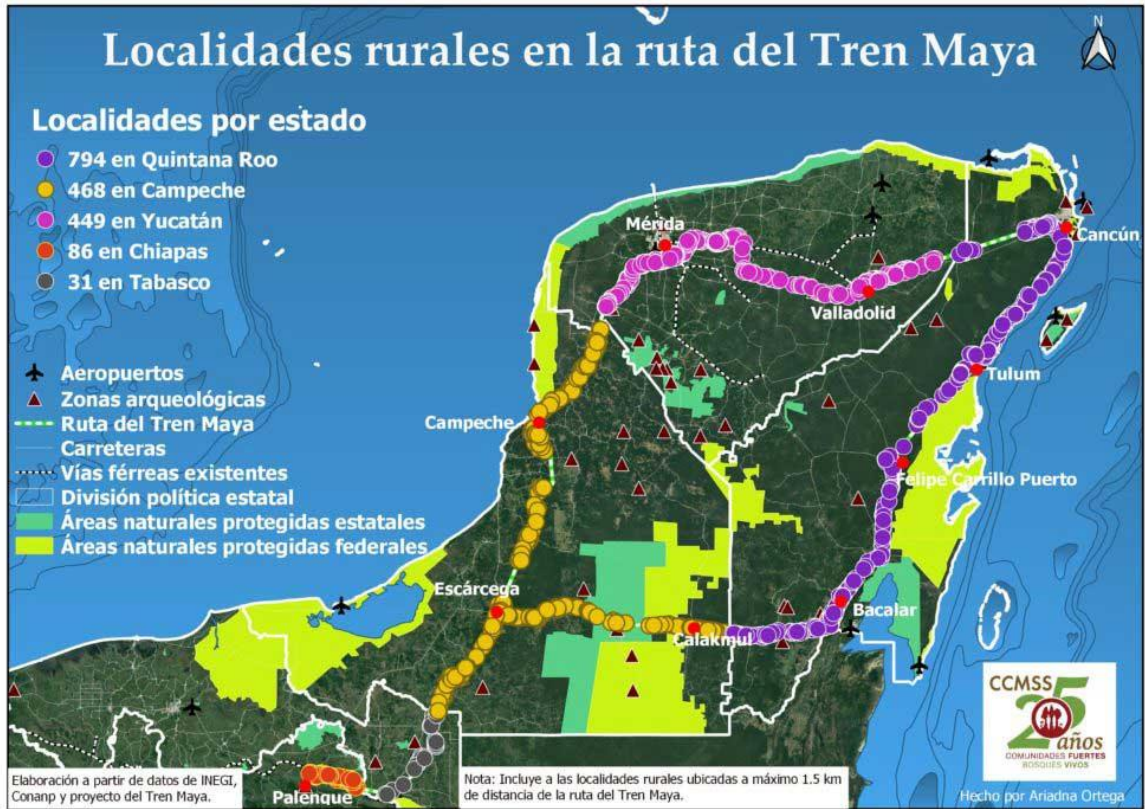 Localidades rurales en la ruta del Tren Maya
N
Localidades por estado
794 en Quintana Roo
468 en Campeche
449 en Yucatán
86 en Chiapas
31 en Tabasco
Aeropuertos
Zonas arqueológicas
Ruta del Tren Maya
Carreteras
Vías férreas existentes
División política estatal
Áreas naturales protegidas estatales
Áreas naturales protegidas federales
Mérida
Cancún
Valladolid
Tulum
Campeche
Felipe Carrillo Puerto
Escárcega
Bacalar
Calakmul
Palenque
CCMSS
25
años
COMUNIDADES FUERTES
BOSQUES VIVOS
Elaboración a partir de datos de INEGI,
Conanp y proyecto del Tren Maya.
Nota: Incluye a las localidades rurales ubicadas a máximo 1.5 km
de distancia de la ruta del Tren Maya.
Hecho por Ariadna Ortega